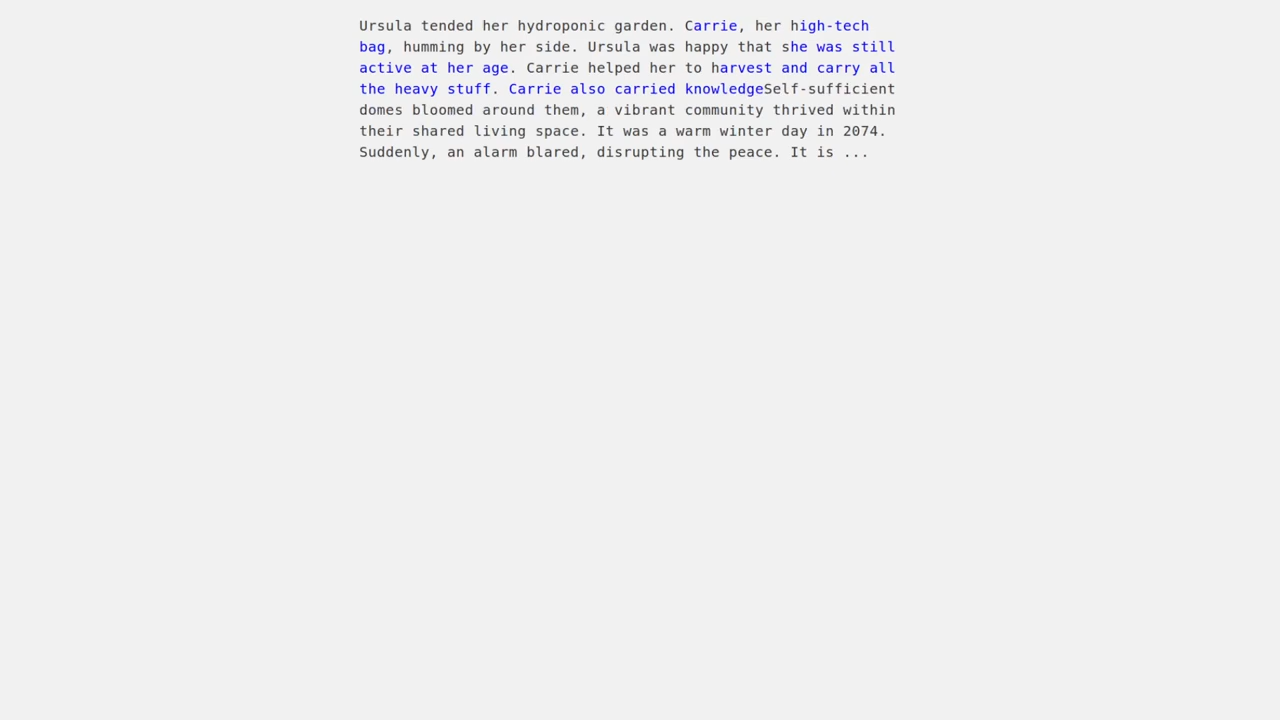 Ursula tended her hydroponic garden. Carrie, her high-tech
bag, humming by her side. Ursula was happy that she was still
active at her age. Carrie helped her to harvest and carry all
the heavy stuff. Carrie also carried knowledgeSelf-sufficient
domes bloomed around them, a vibrant community thrived within
their shared living space. It was a warm winter day in 2074.
Suddenly, an alarm blared, disrupting the peace. It is ...